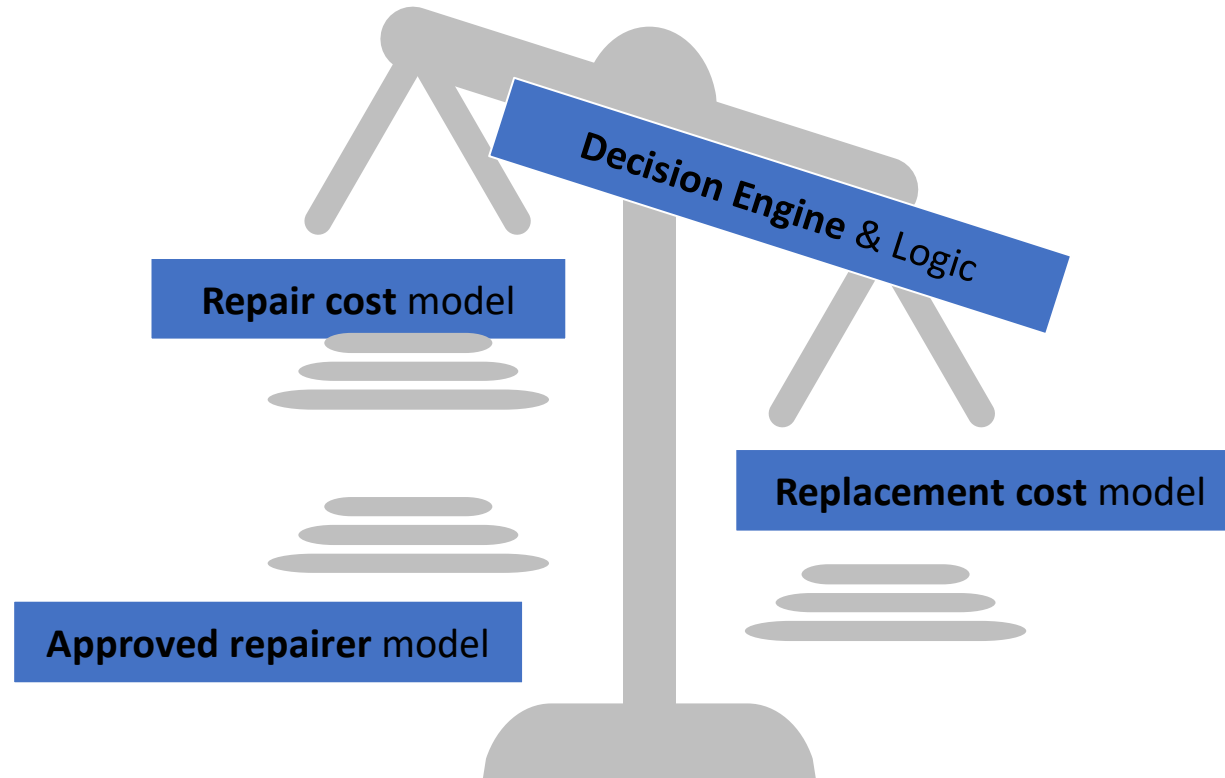 Decision Engine & Logic
Repair cost model
Replacement cost model
Approved repairer model